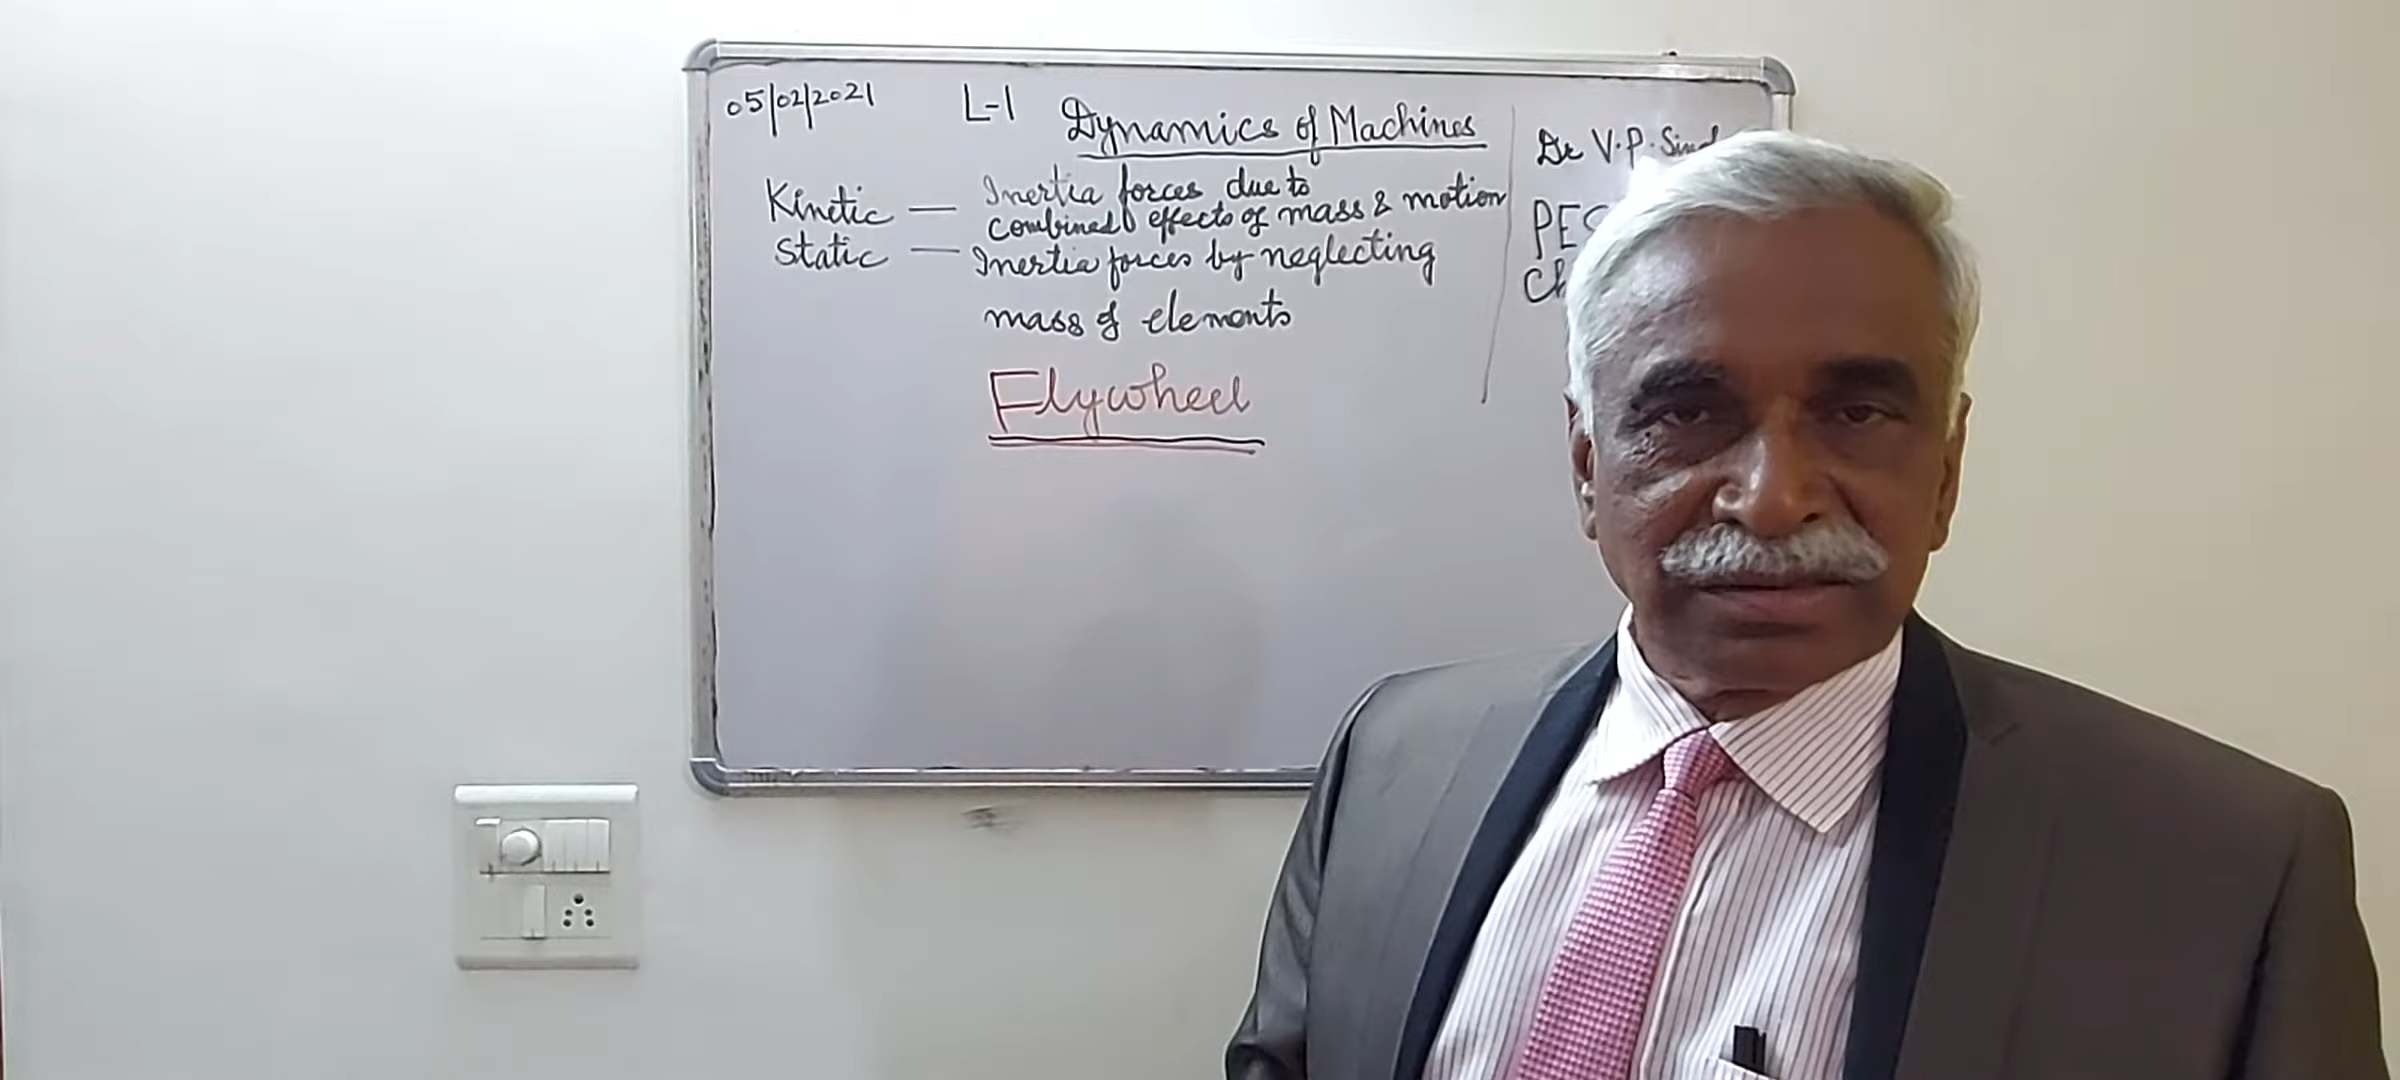 05/02/2021 L-1 Dynamics of Machines
Kinetic — Inertia forces due to
combined effects of mass & motion
Static — Inertia forces by neglecting
mass of elements
Flywheel
Dr V.P.